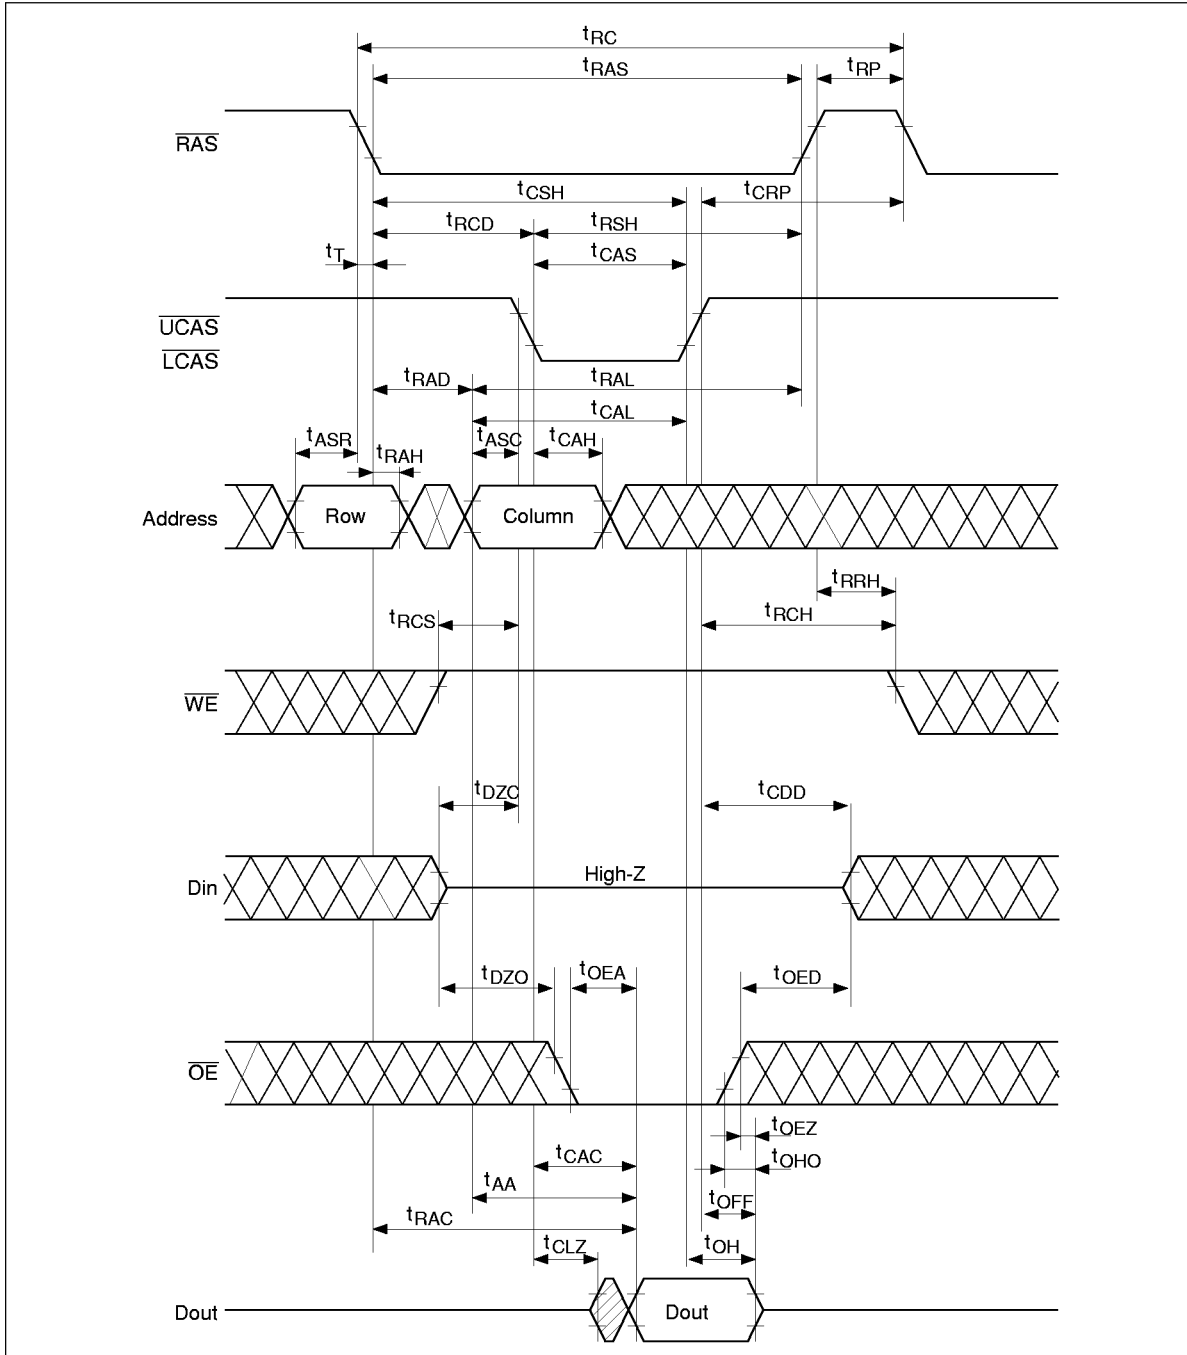 tRC
tRAS
tRP
RAS
tCSH
tCRP
tRCD
tRSH
tT
tCAS
UCAS
LCAS
tRAD
tRAL
tCAL
tASR
tRAH
tASC
tCAH
Address
Row
Column
tRRH
tRCS
tRCH
WE
tDZC
tCDD
Din
High-Z
tDZO
tOEA
tOED
OE
tOEZ
tCAC
tOHO
tAA
tOFF
tRAC
tCLZ
tOH
Dout
Dout